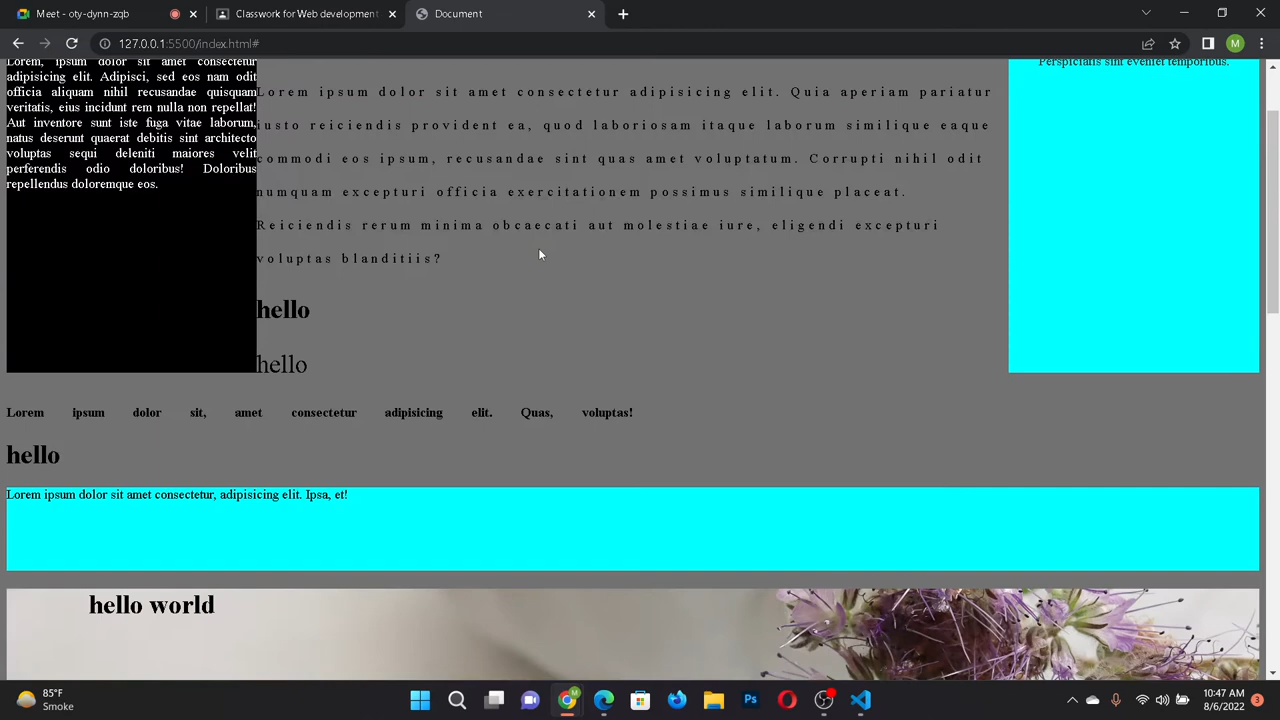 Meet - oty-dynn-zqb
Classwork for Web development
Document
127.0.0.1:5500/index.html#
M
Lorem, ipsum dolor sit amet consectetur
adipisicing elit. Adipisci, sed eos nam odit
officia aliquam nihil recusandae quisquam
veritatis, eius incidunt rem nulla non repellat!
Aut inventore sunt iste fuga vitae laborum,
natus deserunt quaerat debitis sint architecto
voluptas sequi deleniti maiores velit
perferendis odio doloribus! Doloribus
repellendus doloremque eos.
Lorem ipsum dolor sit amet consectetur adipisicing elit. Quia aperiam pariatur
iusto reiciendis provident ea, quod laboriosam itaque laborum similique eaque
commodi eos ipsum, recusandae sint quas amet voluptatum. Corrupti nihil odit
numquam excepturi officia exercitationem possimus similique placeat.
Reiciendis rerum minima obcaecati aut molestiae iure, eligendi excepturi
voluptas blanditiis?
hello
hello
Perspiciatis sint eveniet temporibus.
Lorem ipsum dolor sit, amet consectetur adipisicing elit. Quas, voluptas!
hello
Lorem ipsum dolor sit amet consectetur, adipisicing elit. Ipsa, et!
hello world
85°F
Smoke
M
Ps
10:47 AM
8/6/2022
3